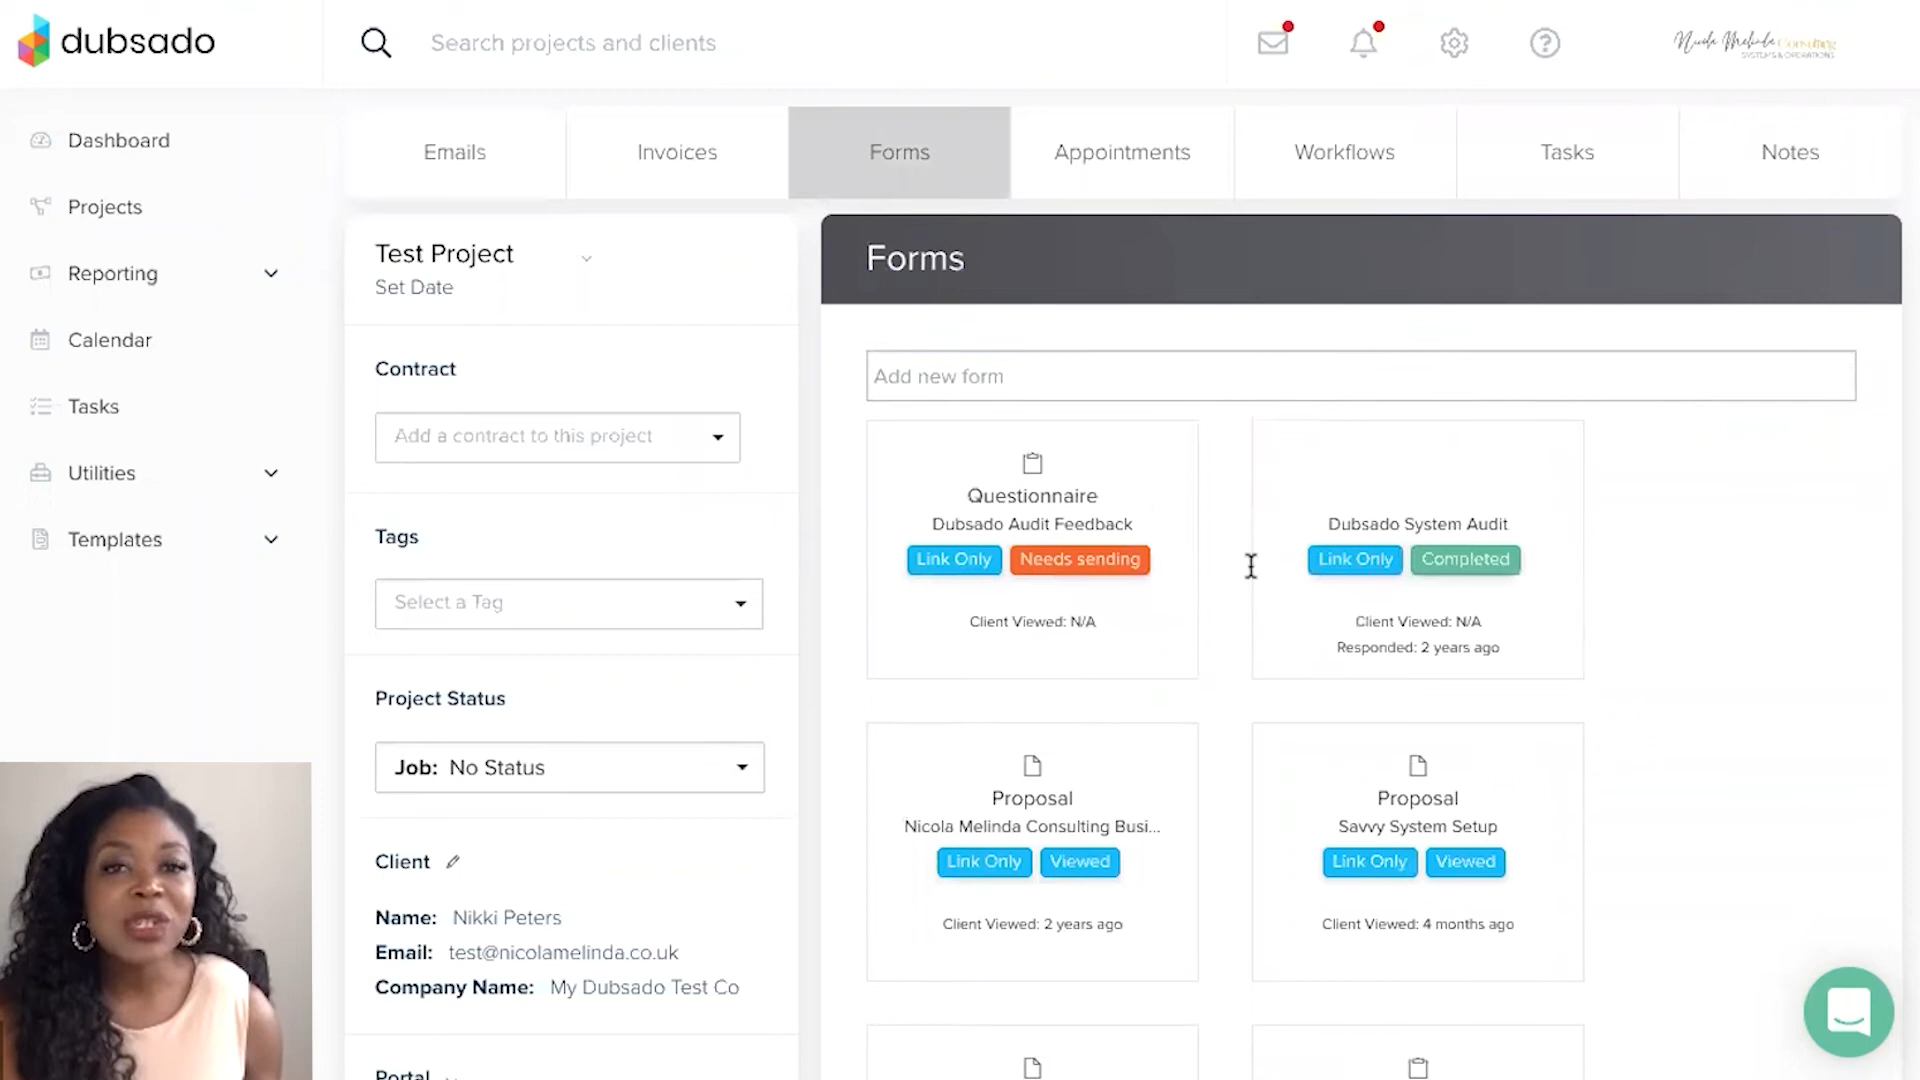 dubsado
Search projects and clients
Nicola Melinda Consulting
SYSTEMS & OPERATIONS
Dashboard
Projects
Reporting
Calendar
Tasks
Utilities
Templates
Emails
Invoices
Forms
Appointments
Workflows
Tasks
Notes
Test Project
Set Date
Contract
Add a contract to this project
Tags
Select a Tag
Project Status
Job: No Status
Client
Name: Nikki Peters
Email: test@nicolamelinda.co.uk
Company Name: My Dubsado Test Co
Portal
Forms
Add new form
Questionnaire
Dubsado Audit Feedback
Link Only Needs sending
Client Viewed: N/A
Dubsado System Audit
Link Only Completed
Client Viewed: N/A
Responded: 2 years ago
Proposal
Nicola Melinda Consulting Busi...
Link Only Viewed
Client Viewed: 2 years ago
Proposal
Savvy System Setup
Link Only Viewed
Client Viewed: 4 months ago